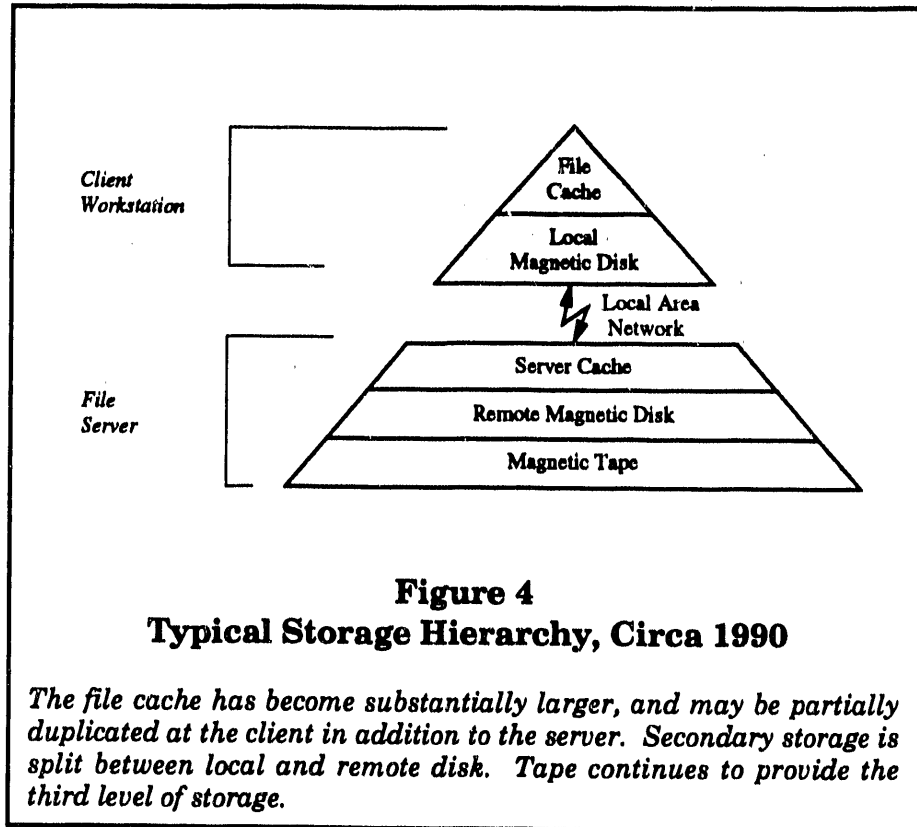 Client
Workstation
File
Cache
Local
Magnetic Disk
Local Area
Network
File
Server
Server Cache
Remote Magnetic Disk
Magnetic Tape
Figure 4
Typical Storage Hierarchy, Circa 1990
The file cache has become substantially larger, and may be partially
duplicated at the client in addition to the server. Secondary storage is
split between local and remote disk. Tape continues to provide the
third level of storage.